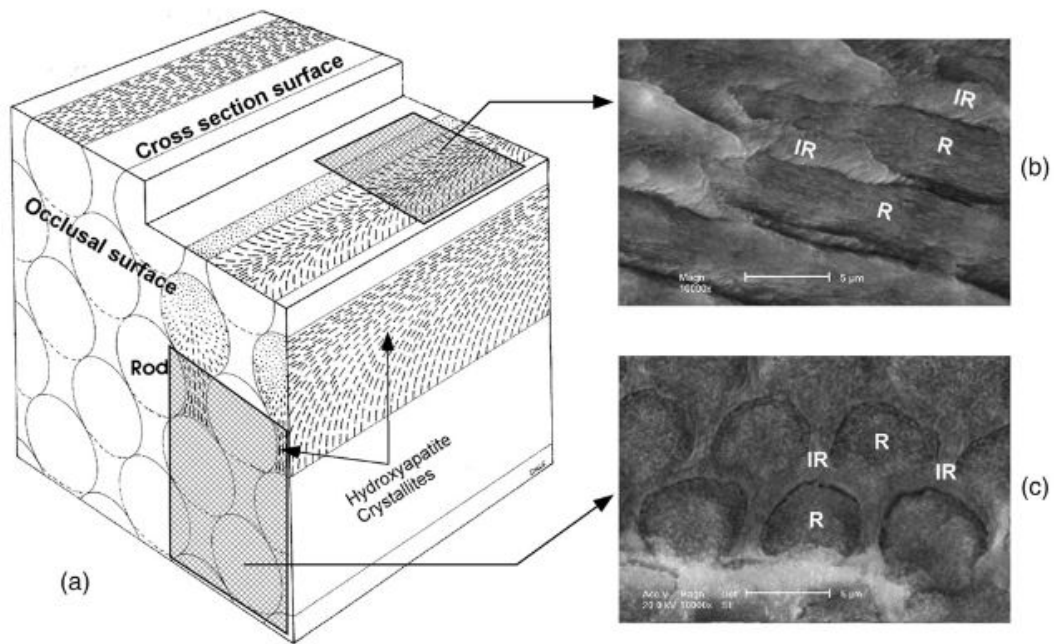 Cross section surface
Occlusal surface
Rod
Hydroxyapatite
Crystallites
(a)
IR
R
IR
R
(b)
Magn
10000x
5 µm
R
IR
IR
R
(c)
Acc.V Magn Det
20.0 kV 10000x SE
5 µm